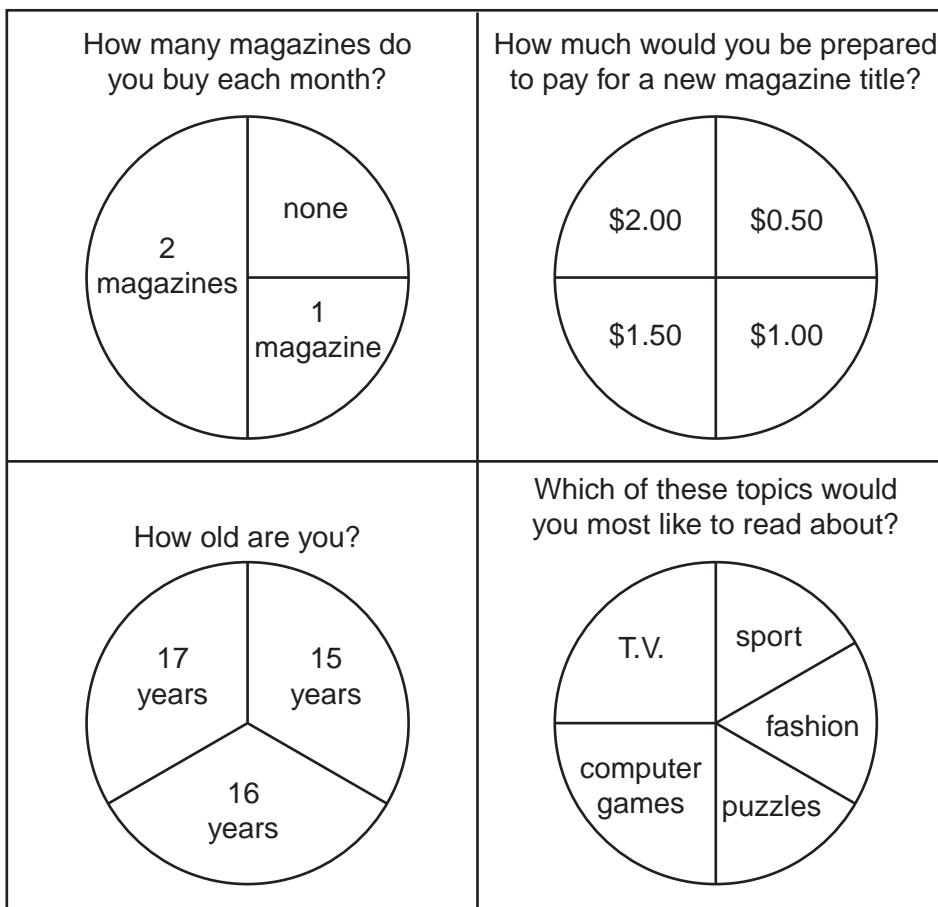 How many magazines do
you buy each month?
none
2
magazines
1
magazine
How much would you be prepared
to pay for a new magazine title?
$2.00
$0.50
$1.50
$1.00
How old are you?
17
years
15
years
16
years
Which of these topics would
you most like to read about?
T.V.
sport
fashion
computer
games
puzzles